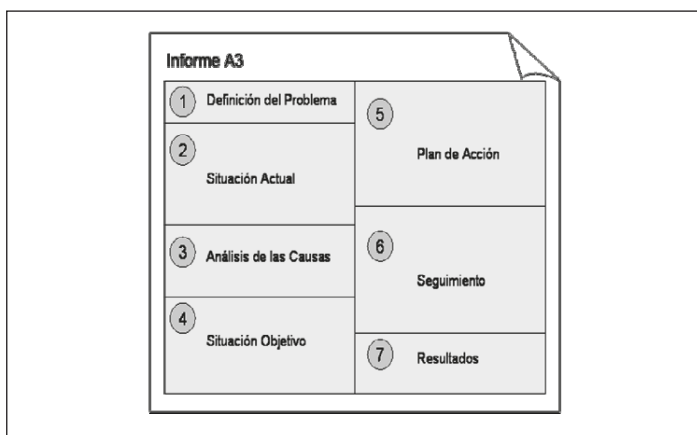 Informe A3
1 Definición del Problema
2
Situación Actual
3 Análisis de las Causas
4
Situación Objetivo
5
Plan de Acción
6
Seguimiento
7 Resultados